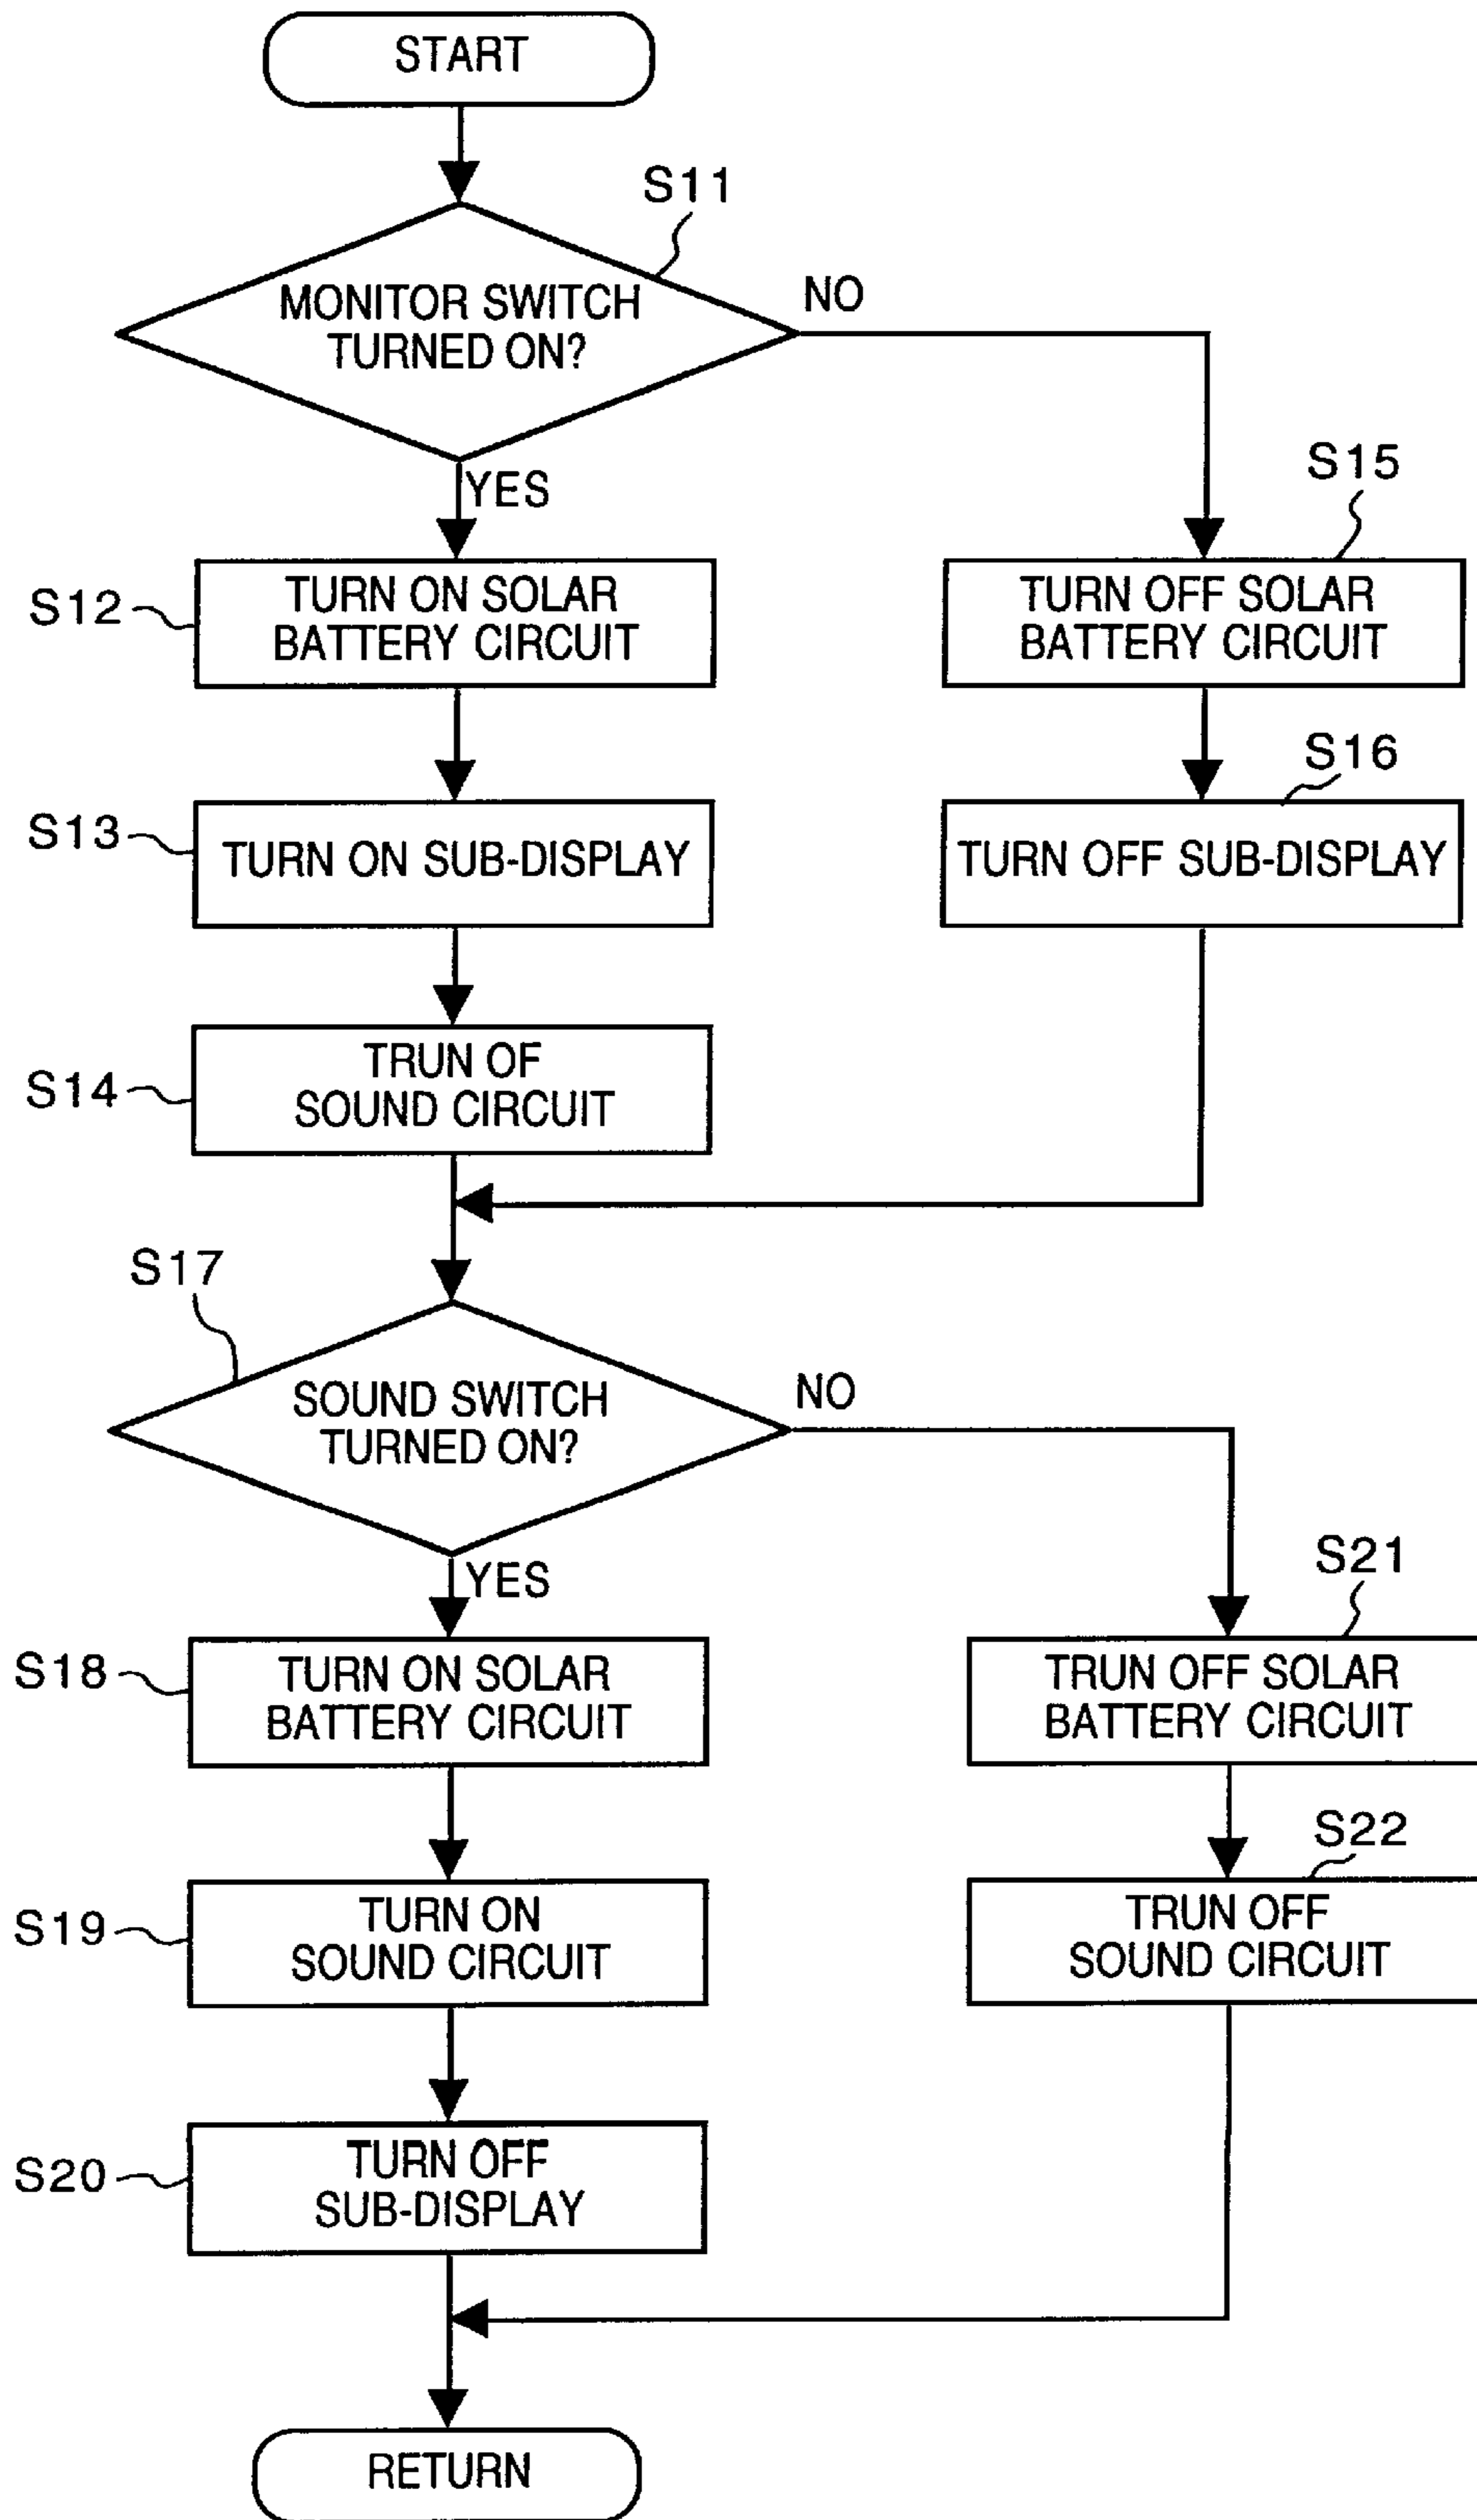 START
S11
MONITOR SWITCH
TURNED ON?
NO
YES
S12
TURN ON SOLAR
BATTERY CIRCUIT
S15
TURN OFF SOLAR
BATTERY CIRCUIT
S13
TURN ON SUB-DISPLAY
S16
TURN OFF SUB-DISPLAY
S14
TRUN OF
SOUND CIRCUIT
S17
SOUND SWITCH
TURNED ON?
NO
YES
S18
TURN ON SOLAR
BATTERY CIRCUIT
S21
TRUN OFF SOLAR
BATTERY CIRCUIT
S19
TURN ON
SOUND CIRCUIT
S22
TRUN OFF
SOUND CIRCUIT
S20
TURN OFF
SUB-DISPLAY
RETURN